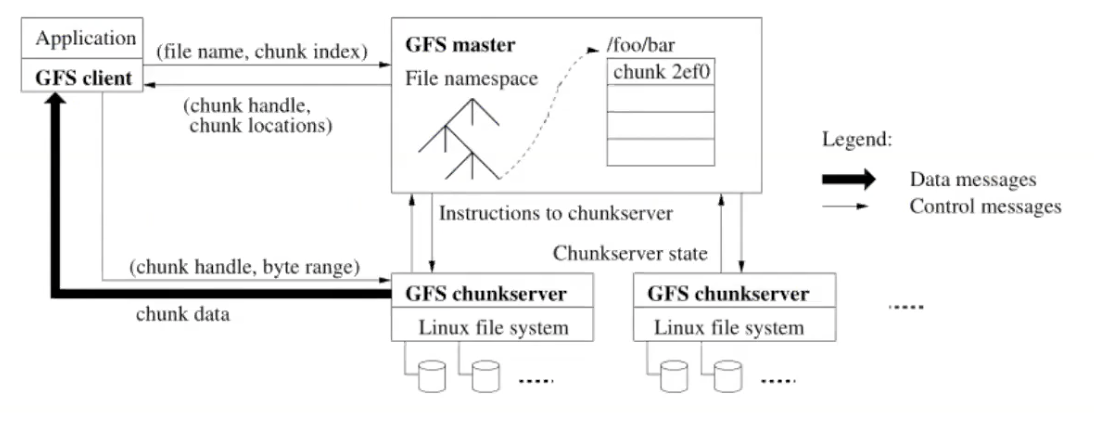 Application
GFS client
(file name, chunk index)
(chunk handle,
chunk locations)
GFS master
File namespace
/foo/bar
chunk 2ef0
Legend:
Data messages
Control messages
Instructions to chunkserver
Chunkserver state
(chunk handle, byte range)
chunk data
GFS chunkserver
Linux file system
GFS chunkserver
Linux file system